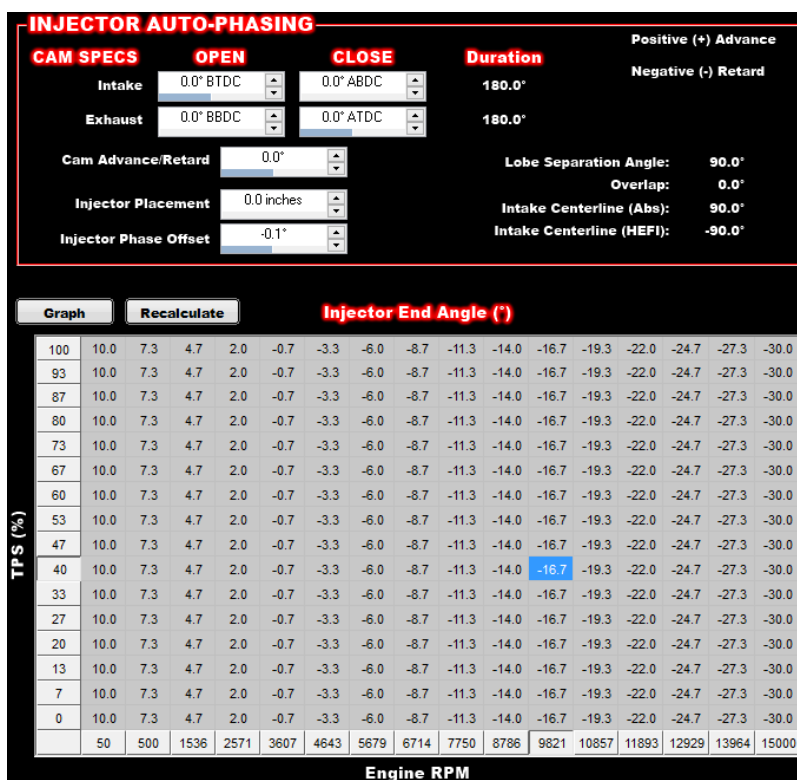 INJECTOR AUTO-PHASING
Positive (+) Advance
CAM SPECS OPEN CLOSE Duration
Negative (-) Retard
Intake 0.0° BTDC 0.0° ABDC 180.0°
Exhaust 0.0° BBDC 0.0° ATDC 180.0°
Cam Advance/Retard 0.0° Lobe Separation Angle: 90.0°
Overlap: 0.0°
Injector Placement 0.0 inches Intake Centerline (Abs): 90.0°
Injector Phase Offset -0.1° Intake Centerline (HEFI): -90.0°
Graph Recalculate Injector End Angle (°)
100 10.0 7.3 4.7 2.0 -0.7 -3.3 -6.0 -8.7 -11.3 -14.0 -16.7 -19.3 -22.0 -24.7 -27.3 -30.0
93 10.0 7.3 4.7 2.0 -0.7 -3.3 -6.0 -8.7 -11.3 -14.0 -16.7 -19.3 -22.0 -24.7 -27.3 -30.0
87 10.0 7.3 4.7 2.0 -0.7 -3.3 -6.0 -8.7 -11.3 -14.0 -16.7 -19.3 -22.0 -24.7 -27.3 -30.0
80 10.0 7.3 4.7 2.0 -0.7 -3.3 -6.0 -8.7 -11.3 -14.0 -16.7 -19.3 -22.0 -24.7 -27.3 -30.0
73 10.0 7.3 4.7 2.0 -0.7 -3.3 -6.0 -8.7 -11.3 -14.0 -16.7 -19.3 -22.0 -24.7 -27.3 -30.0
67 10.0 7.3 4.7 2.0 -0.7 -3.3 -6.0 -8.7 -11.3 -14.0 -16.7 -19.3 -22.0 -24.7 -27.3 -30.0
60 10.0 7.3 4.7 2.0 -0.7 -3.3 -6.0 -8.7 -11.3 -14.0 -16.7 -19.3 -22.0 -24.7 -27.3 -30.0
53 10.0 7.3 4.7 2.0 -0.7 -3.3 -6.0 -8.7 -11.3 -14.0 -16.7 -19.3 -22.0 -24.7 -27.3 -30.0
47 10.0 7.3 4.7 2.0 -0.7 -3.3 -6.0 -8.7 -11.3 -14.0 -16.7 -19.3 -22.0 -24.7 -27.3 -30.0
TPS (%)
40 10.0 7.3 4.7 2.0 -0.7 -3.3 -6.0 -8.7 -11.3 -14.0 -16.7 -19.3 -22.0 -24.7 -27.3 -30.0
33 10.0 7.3 4.7 2.0 -0.7 -3.3 -6.0 -8.7 -11.3 -14.0 -16.7 -19.3 -22.0 -24.7 -27.3 -30.0
27 10.0 7.3 4.7 2.0 -0.7 -3.3 -6.0 -8.7 -11.3 -14.0 -16.7 -19.3 -22.0 -24.7 -27.3 -30.0
20 10.0 7.3 4.7 2.0 -0.7 -3.3 -6.0 -8.7 -11.3 -14.0 -16.7 -19.3 -22.0 -24.7 -27.3 -30.0
13 10.0 7.3 4.7 2.0 -0.7 -3.3 -6.0 -8.7 -11.3 -14.0 -16.7 -19.3 -22.0 -24.7 -27.3 -30.0
7 10.0 7.3 4.7 2.0 -0.7 -3.3 -6.0 -8.7 -11.3 -14.0 -16.7 -19.3 -22.0 -24.7 -27.3 -30.0
0 10.0 7.3 4.7 2.0 -0.7 -3.3 -6.0 -8.7 -11.3 -14.0 -16.7 -19.3 -22.0 -24.7 -27.3 -30.0
50 500 1536 2571 3607 4643 5679 6714 7750 8786 9821 10857 11893 12929 13964 15000
Engine RPM